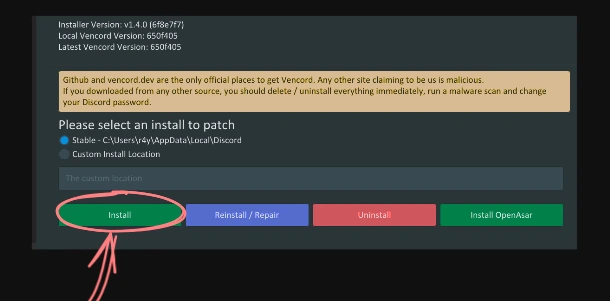 Installer Version: v1.4.0 (6f8e7f7)
Local Vencord Version: 650f405
Latest Vencord Version: 650f405
Github and vencord.dev are the only official places to get Vencord. Any other site claiming to be us is malicious.
If you downloaded from any other source, you should delete / uninstall everything immediately, run a malware scan and change
your Discord password.
Please select an install to patch
Stable - C:\Users\r4y\AppData\Local\Discord
Custom Install Location
The custom location
Install
Reinstall / Repair
Uninstall
Install OpenAsar